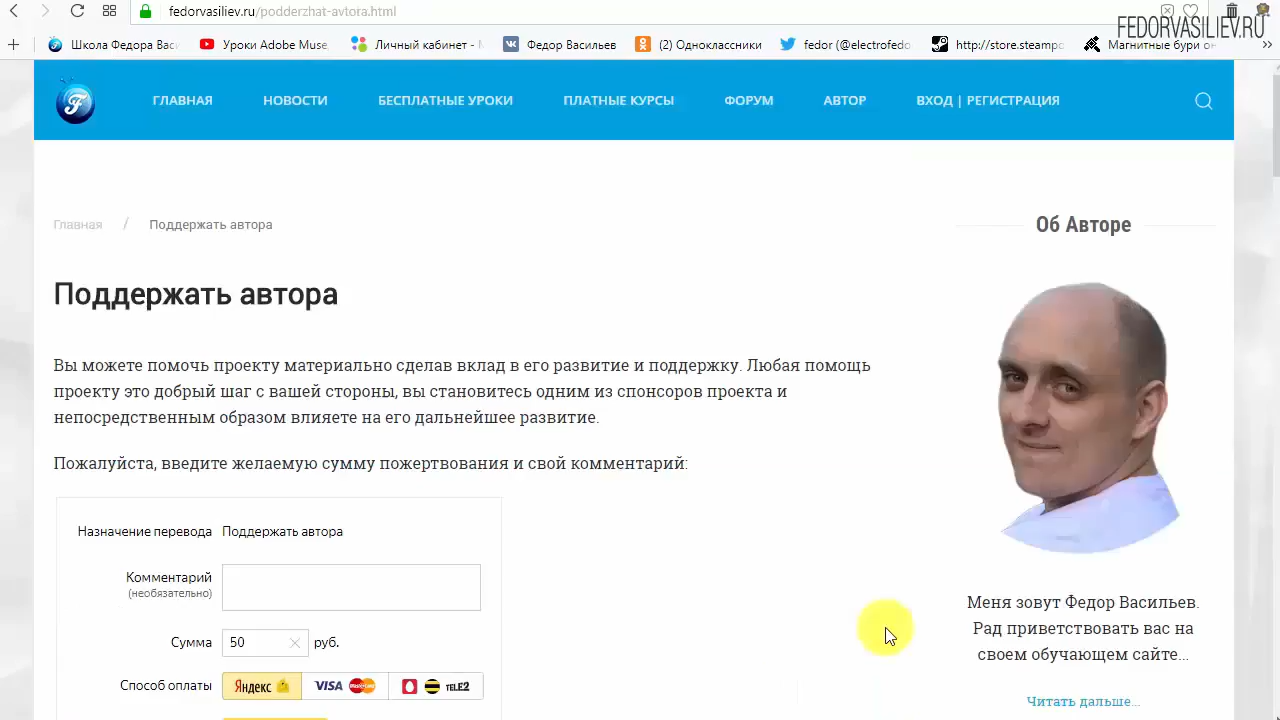 fedorvasiliev.ru/podderzhat-avtora.html
FEDORVASILIEV.RU
Школа Федора Вас
Уроки Adobe Muse,
Личный кабинет - М
Федор Васильев
(2) Одноклассники
fedor (@electrofedo
http://store.steampo
Магнитные бури он
ГЛАВНАЯ
НОВОСТИ
БЕСПЛАТНЫЕ УРОКИ
ПЛАТНЫЕ КУРСЫ
ФОРУМ
АВТОР
ВХОД | РЕГИСТРАЦИЯ
Главная / Поддержать автора
Поддержать автора
Вы можете помочь проекту материально сделав вклад в его развитие и поддержку. Любая помощь
проекту это добрый шаг с вашей стороны, вы становитесь одним из спонсоров проекта и
непосредственным образом влияете на его дальнейшее развитие.
Пожалуйста, введите желаемую сумму пожертвования и свой комментарий:
Назначение перевода Поддержать автора
Комментарий
(необязательно)
Сумма 50 руб.
Способ оплаты Яндекс VISA MasterCard TELE2
Об Авторе
Меня зовут Федор Васильев.
Рад приветствовать вас на
своем обучающем сайте...
Читать дальше...